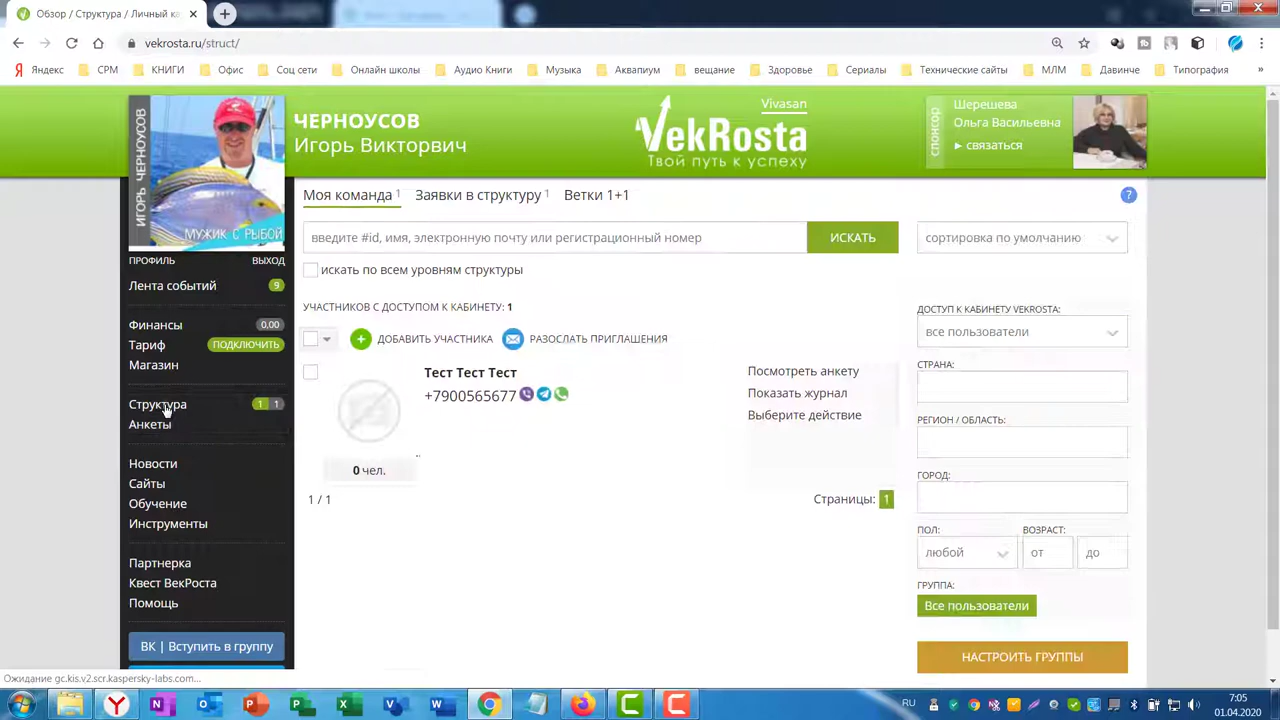 Обзор / Структура / Личный ка
vekrosta.ru/struct/
Яндекс СРМ КНИГИ Офис Соц сети Онлайн школы Аудио Книги Музыка Аквапиум вещание Здоровье Сериалы Технические сайты МЛМ Давинче Типография »
ИГОРЬ ЧЕРНОУСОВ
МУЖИК С РЫБОЙ
ЧЕРНОУСОВ
Игорь Викторвич
Vivasan
VekRosta
Твой путь к успеху
спонсор
Шерешева
Ольга Васильевна
связаться
ПРОФИЛЬ ВЫХОД
Лента событий 9
Финансы 0,00
Тариф ПОДКЛЮЧИТЬ
Магазин
Структура 1 1
Анкеты
Новости
Сайты
Обучение
Инструменты
Партнерка
Квест ВекРоста
Помощь
ВК | Вступить в группу
Моя команда 1 Заявки в структуру 1 Ветки 1+1
?
введите #id, имя, электронную почту или регистрационный номер
ИСКАТЬ
сортировка по умолчанию
искать по всем уровням структуры
УЧАСТНИКОВ С ДОСТУПОМ К КАБИНЕТУ: 1
ДОБАВИТЬ УЧАСТНИКА РАЗОСЛАТЬ ПРИГЛАШЕНИЯ
Тест Тест Тест
+7900565677
0 чел.
Посмотреть анкету
Показать журнал
Выберите действие
1 / 1
Страницы: 1
ДОСТУП К КАБИНЕТУ VEKROSTA:
все пользователи
СТРАНА:
РЕГИОН / ОБЛАСТЬ:
ГОРОД:
ПОЛ: ВОЗРАСТ:
любой от до
ГРУППА:
Все пользователи
НАСТРОИТЬ ГРУППЫ
Ожидание gc.kis.v2.scr.kaspersky-labs.com...
RU
7:05
01.04.2020